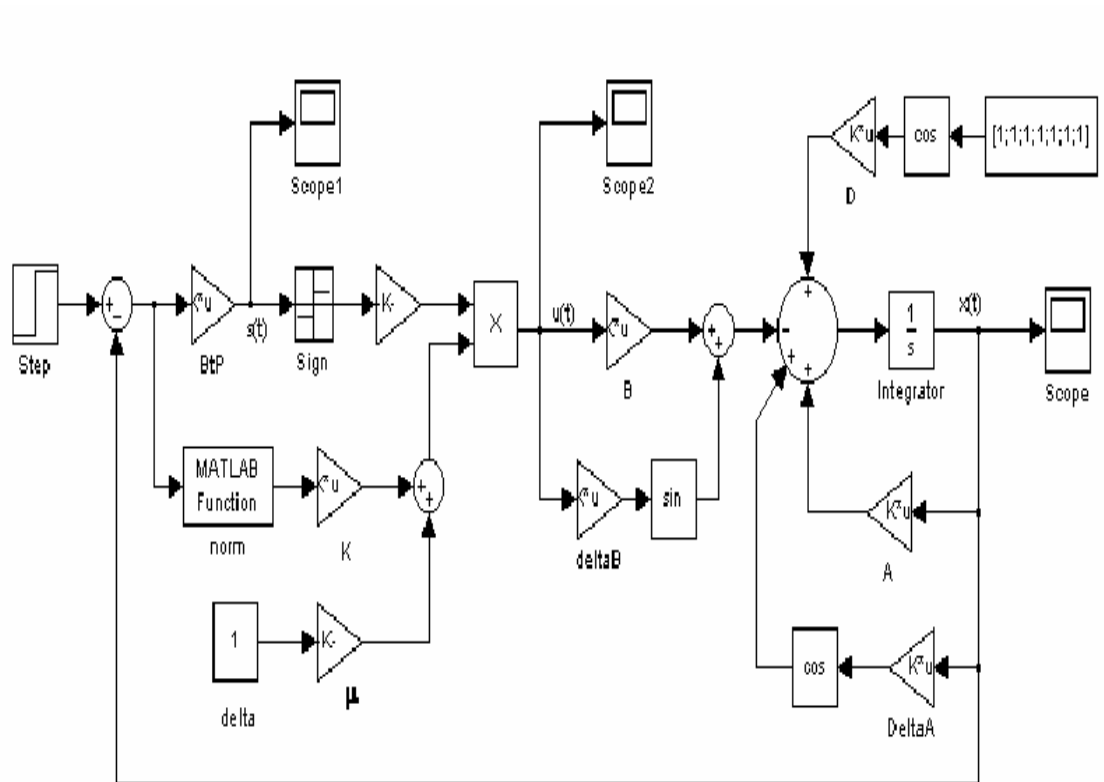 Scope1
Scope2
K*u
cos
[1;1;1;1;1;1;1]
D
Step
+
−
u
BtP
s(t)
Sign
K-
X
u(t)
u
B
+
+
+
-
+
+
1
s
Integrator
x(t)
Scope
MATLAB
Function
norm
u
K
+
+
u
deltaB
sin
K*u
A
1
delta
K-
μ
cos
K*u
DeltaA